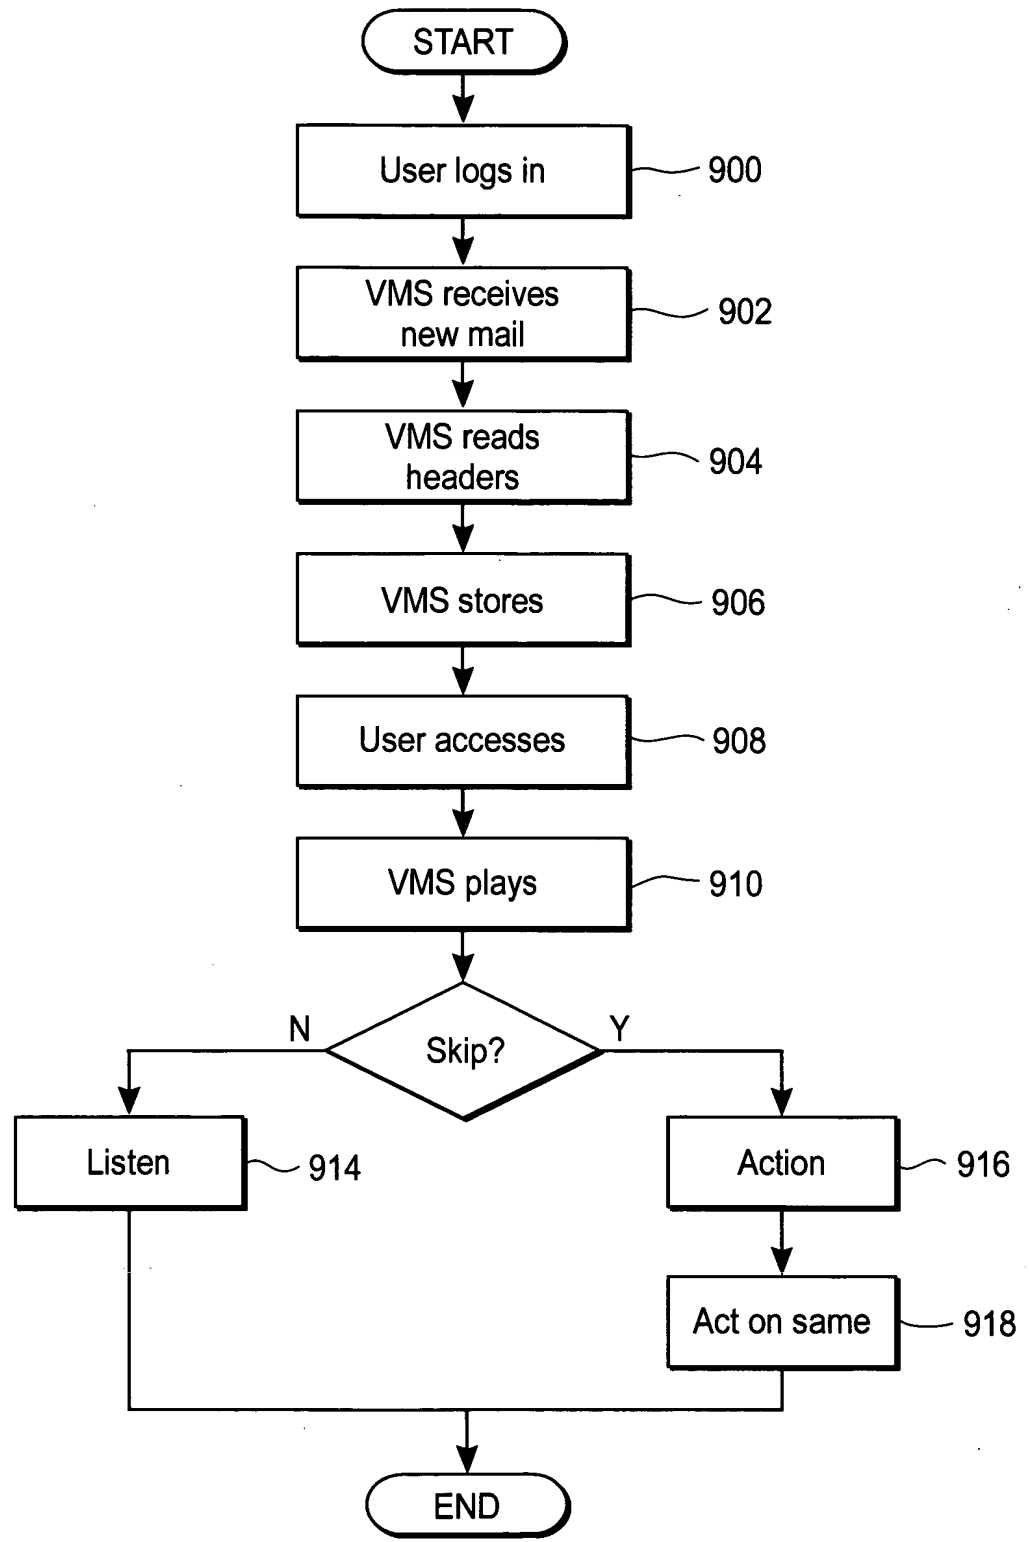 START
User logs in
900
VMS receives
new mail
902
VMS reads
headers
904
VMS stores
906
User accesses
908
VMS plays
910
N
Skip?
Y
Listen
914
Action
916
Act on same
918
END